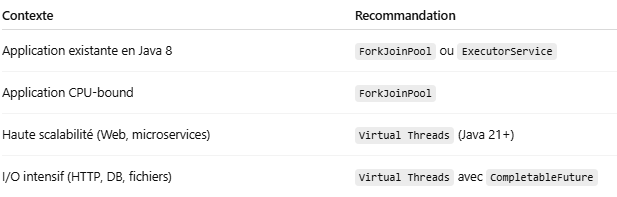 Contexte Recommandation
Application existante en Java 8 ForkJoinPool ou ExecutorService
Application CPU-bound ForkJoinPool
Haute scalabilité (Web, microservices) Virtual Threads (Java 21+)
I/O intensif (HTTP, DB, fichiers) Virtual Threads avec CompletableFuture